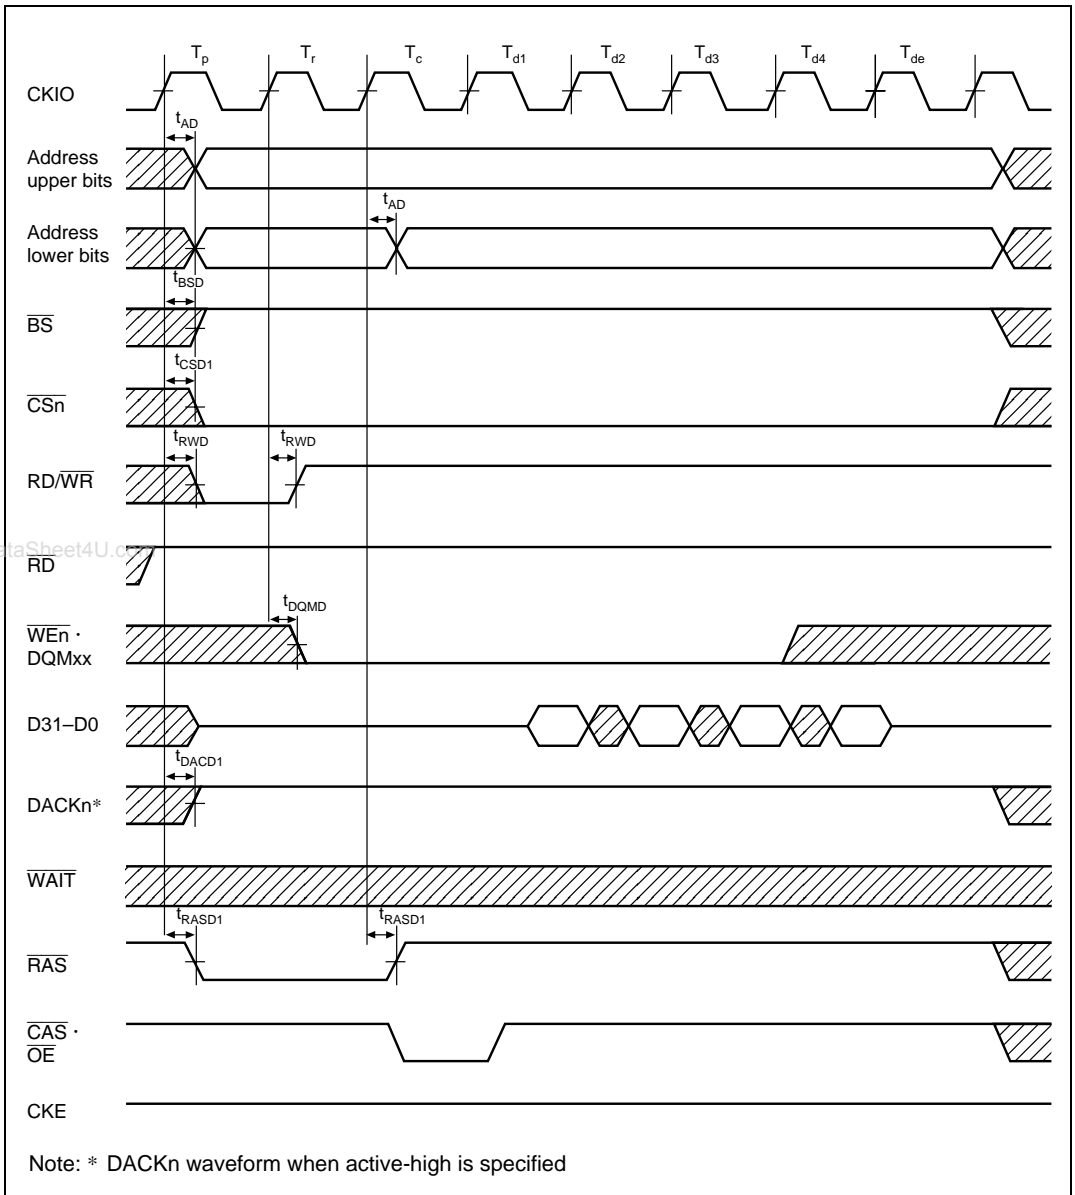 Tp Tr Tc Td1 Td2 Td3 Td4 Tde
CKIO
tAD
Address
upper bits
tAD
Address
lower bits
tBSD
BS
tCSD1
CSn
tRWD tRWD
RD/WR
ataSheet4U.com
RD
tDQMD
WEn ·
DQMxx
D31–D0
tDACD1
DACKn*
WAIT
tRASD1 tRASD1
RAS
CAS ·
OE
CKE
Note: * DACKn waveform when active-high is specified